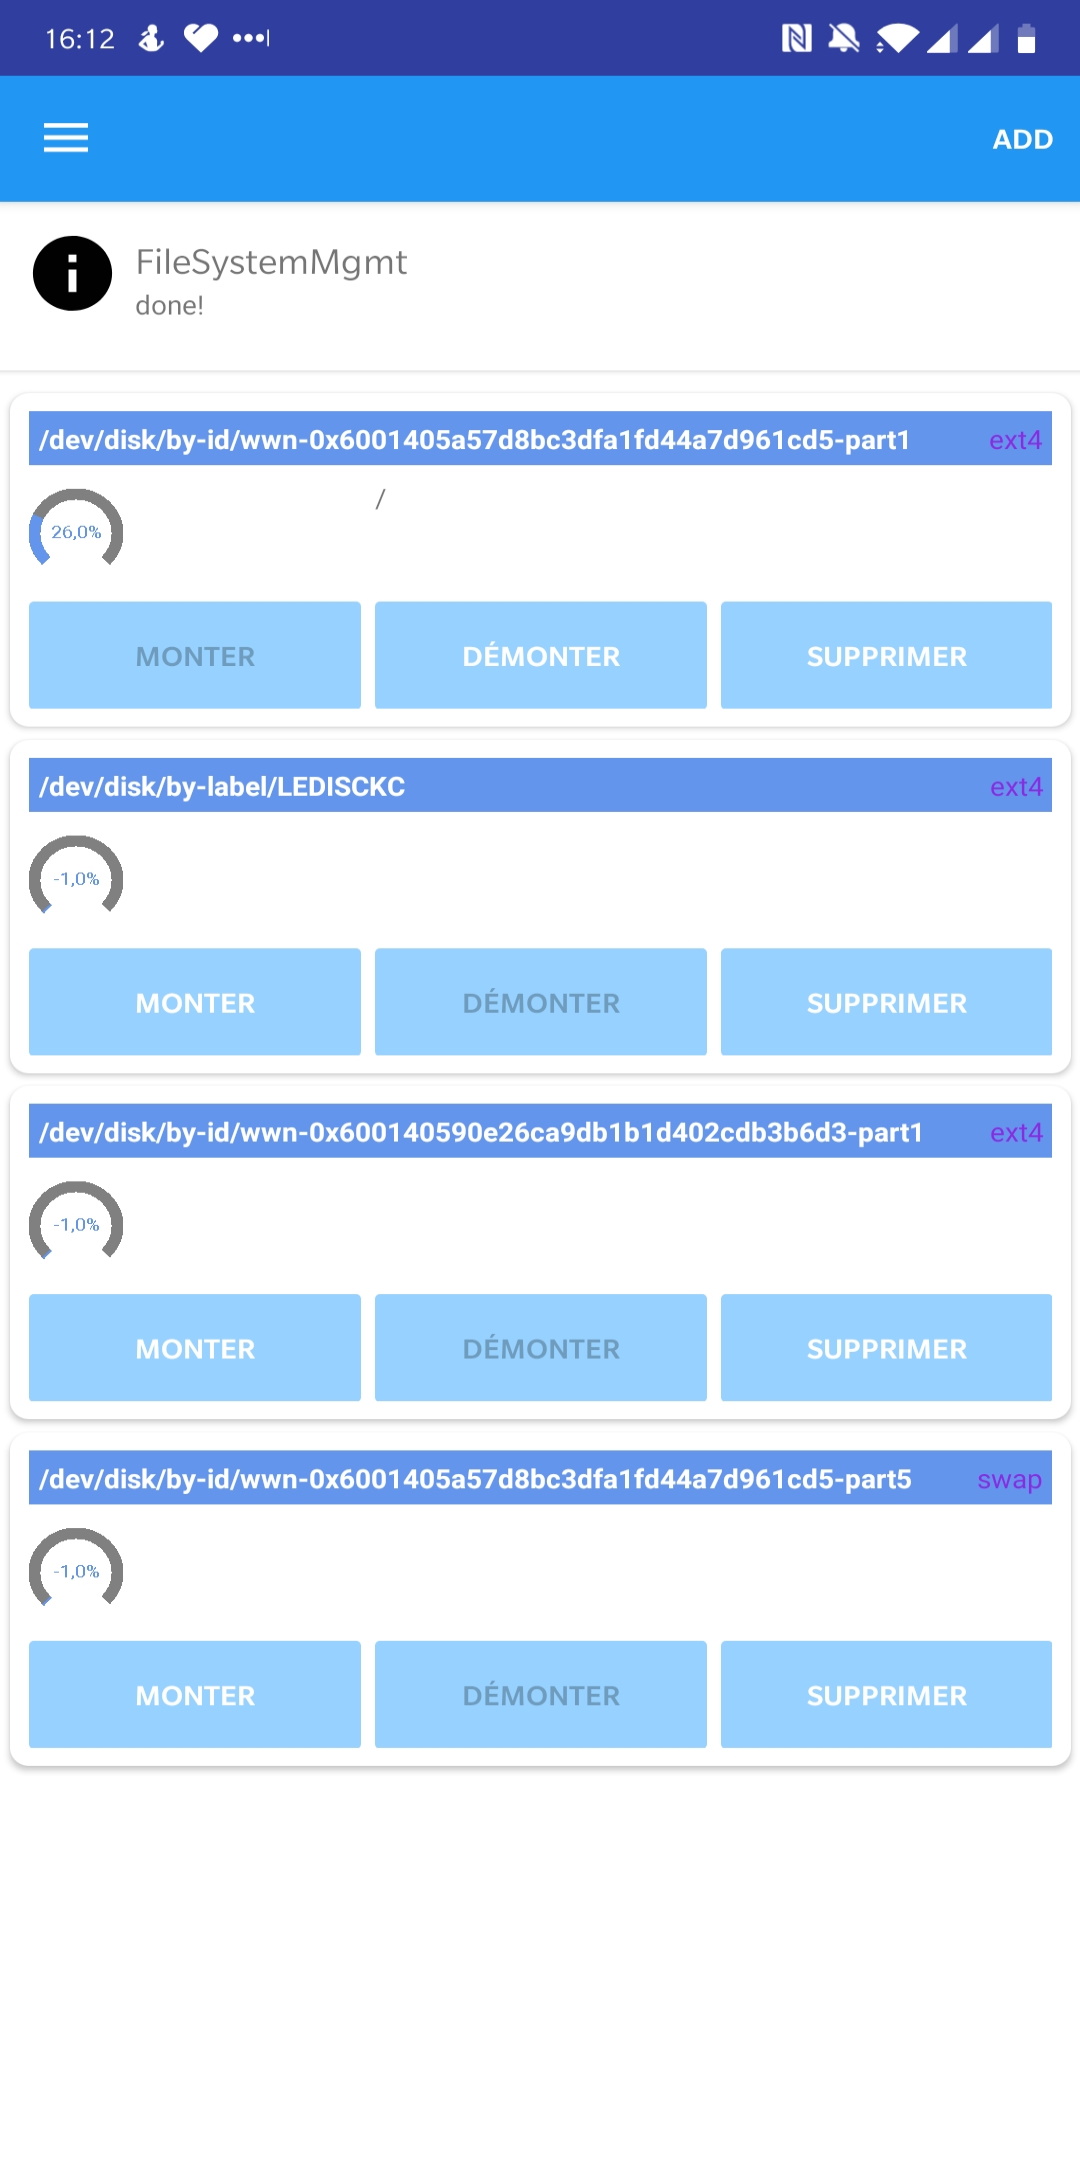 16:12
ADD
FileSystemMgmt
done!
/dev/disk/by-id/wwn-0x6001405a57d8bc3dfa1fd44a7d961cd5-part1 ext4
26,0% /
MONTER DÉMONTER SUPPRIMER
/dev/disk/by-label/LEDISCKC ext4
-1,0%
MONTER DÉMONTER SUPPRIMER
/dev/disk/by-id/wwn-0x600140590e26ca9db1b1d402cdb3b6d3-part1 ext4
-1,0%
MONTER DÉMONTER SUPPRIMER
/dev/disk/by-id/wwn-0x6001405a57d8bc3dfa1fd44a7d961cd5-part5 swap
-1,0%
MONTER DÉMONTER SUPPRIMER